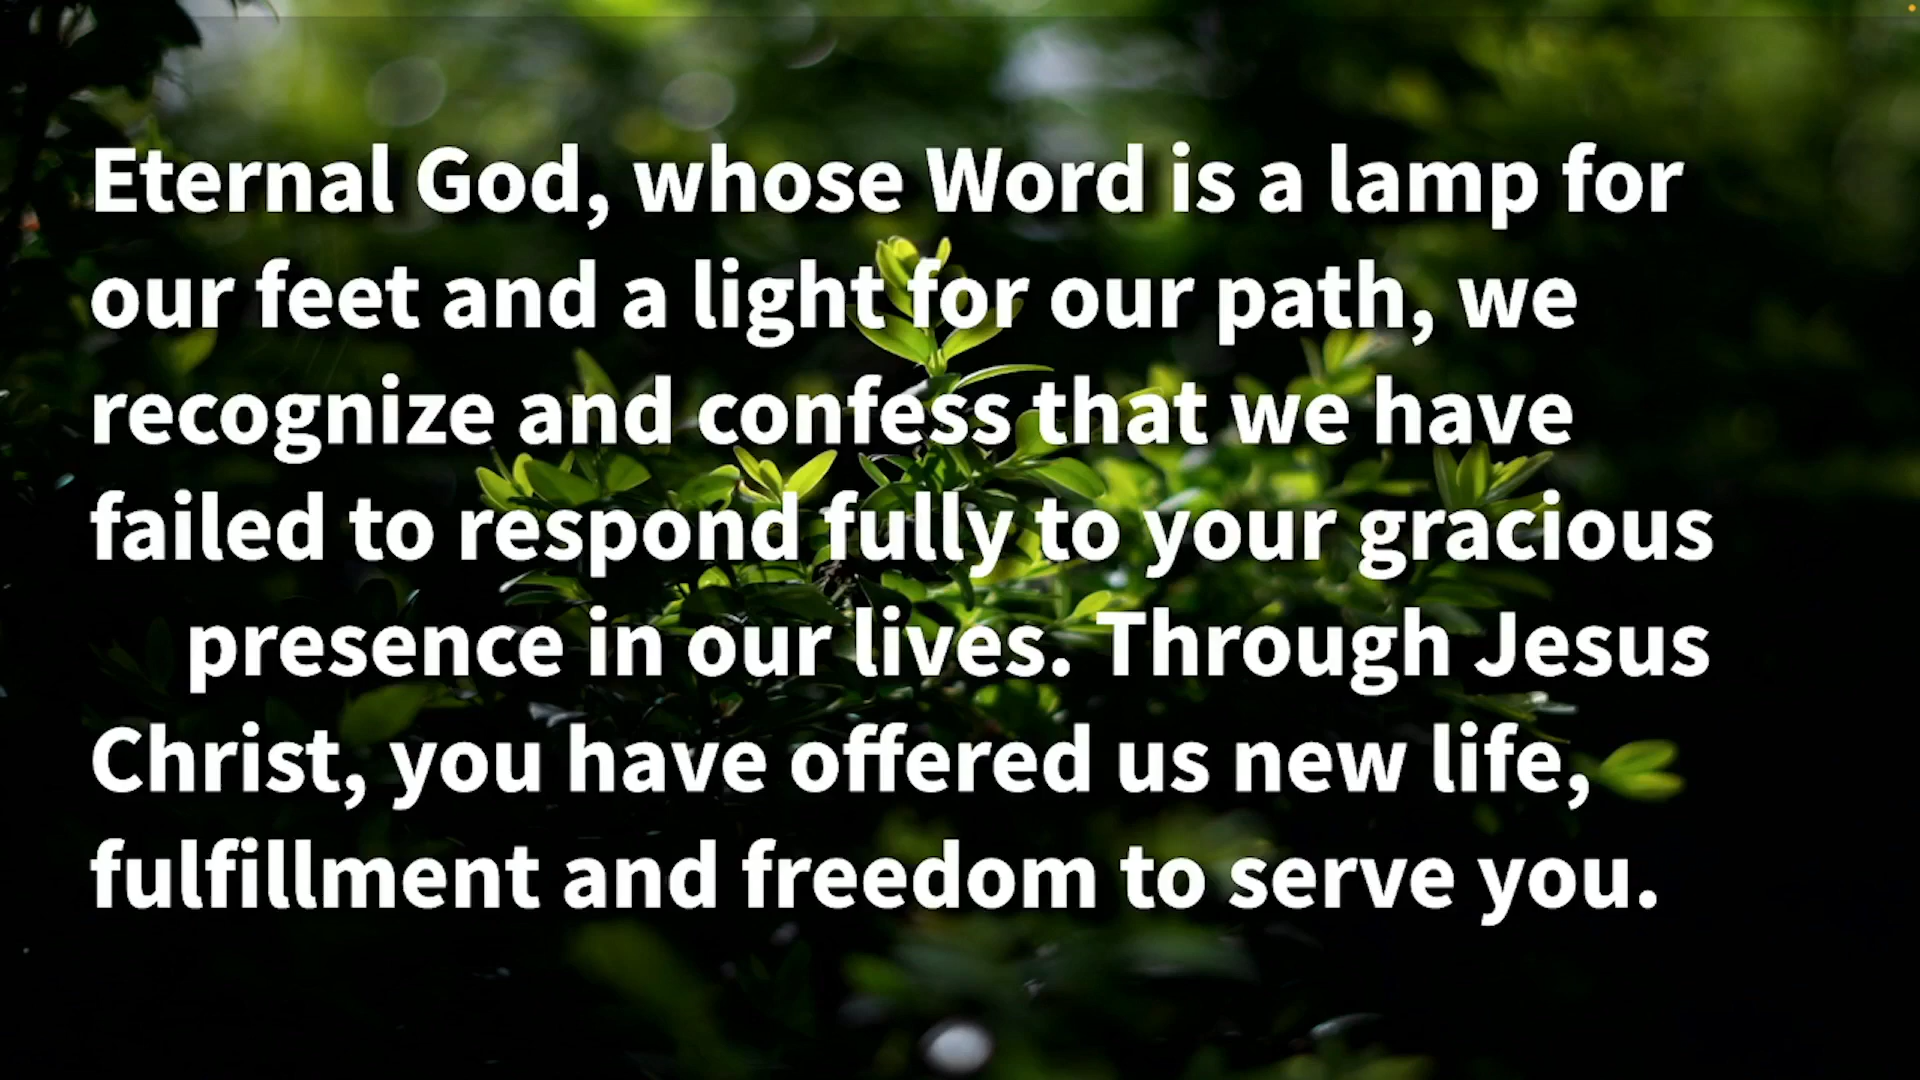 Eternal God, whose Word is a lamp for
our feet and a light for our path, we
recognize and confess that we have
failed to respond fully to your gracious
presence in our lives. Through Jesus
Christ, you have offered us new life,
fulfillment and freedom to serve you.